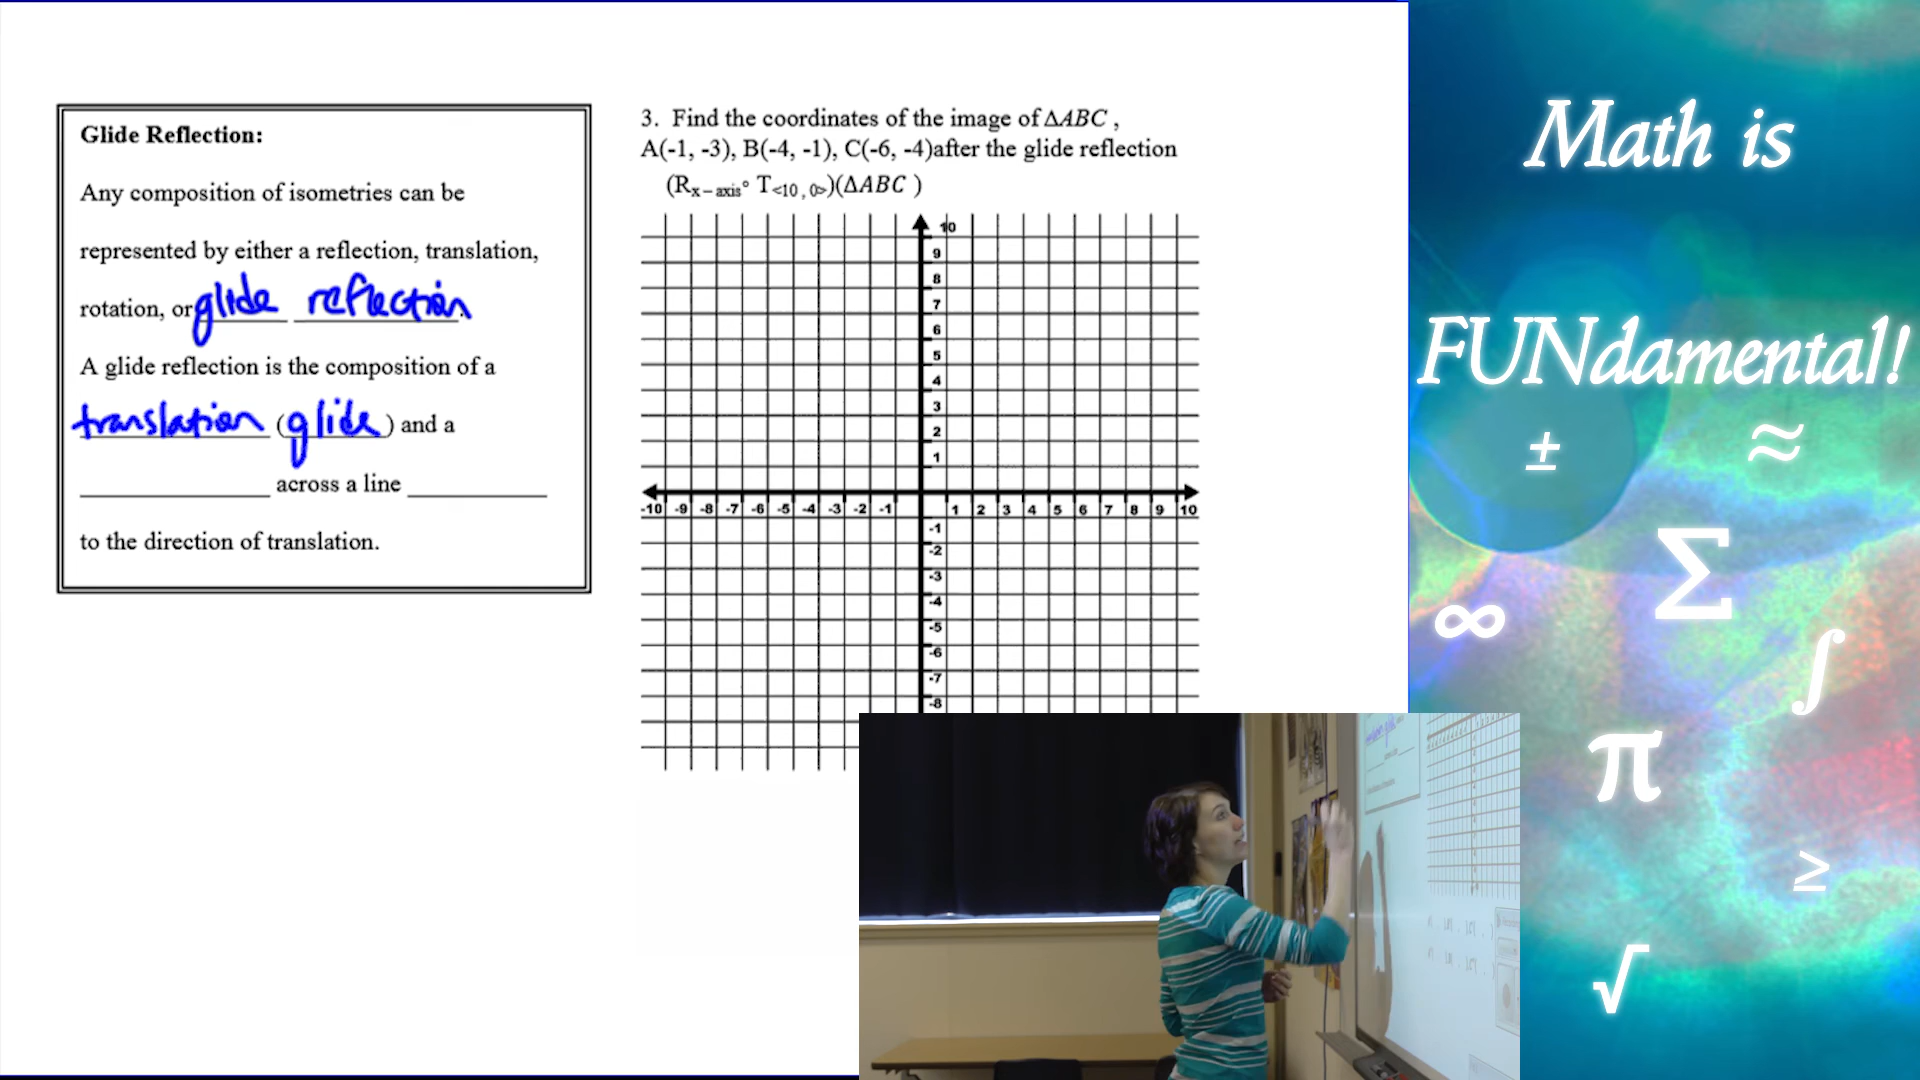 Glide Reflection:
Any composition of isometries can be
represented by either a reflection, translation,
rotation, or glide reflection.
A glide reflection is the composition of a
translation (glide) and a
____________ across a line ____________
to the direction of translation.
3. Find the coordinates of the image of ΔABC ,
A(-1, -3), B(-4, -1), C(-6, -4)after the glide reflection
(Rx− axis° T<10 , 0>)(ΔABC )
10
9
8
7
6
5
4
3
2
1
-10 -9 -8 -7 -6 -5 -4 -3 -2 -1 1 2 3 4 5 6 7 8 9 10
-1
-2
-3
-4
-5
-6
-7
-8
Math is
FUNdamental!
± ≈
Σ
∞
∫
π
≥
√